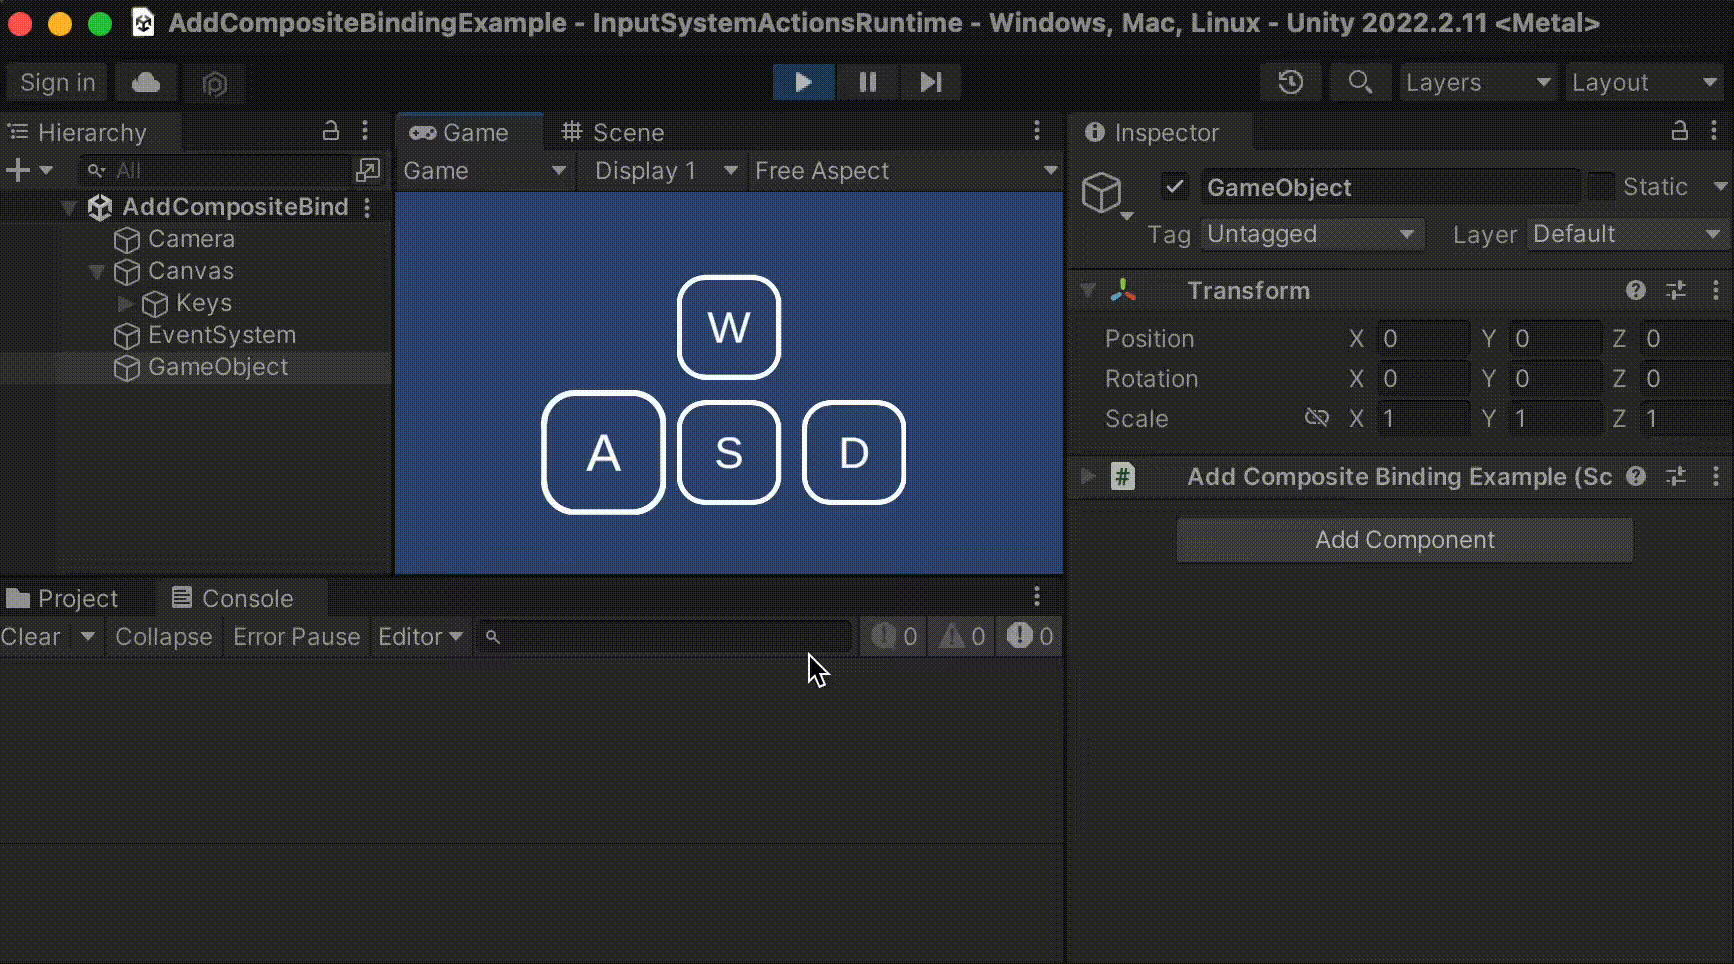 AddCompositeBindingExample - InputSystemActionsRuntime - Windows, Mac, Linux - Unity 2022.2.11 <Metal>
Sign in
Layers
Layout
Hierarchy
All
AddCompositeBind
Camera
Canvas
Keys
EventSystem
GameObject
Game
Scene
Game
Display 1
Free Aspect
W
A S D
Inspector
GameObject
Static
Tag Untagged
Layer Default
Transform
Position X 0 Y 0 Z 0
Rotation X 0 Y 0 Z 0
Scale X 1 Y 1 Z 1
# Add Composite Binding Example (Sc
Add Component
Project
Console
Clear Collapse Error Pause Editor 0 0 0